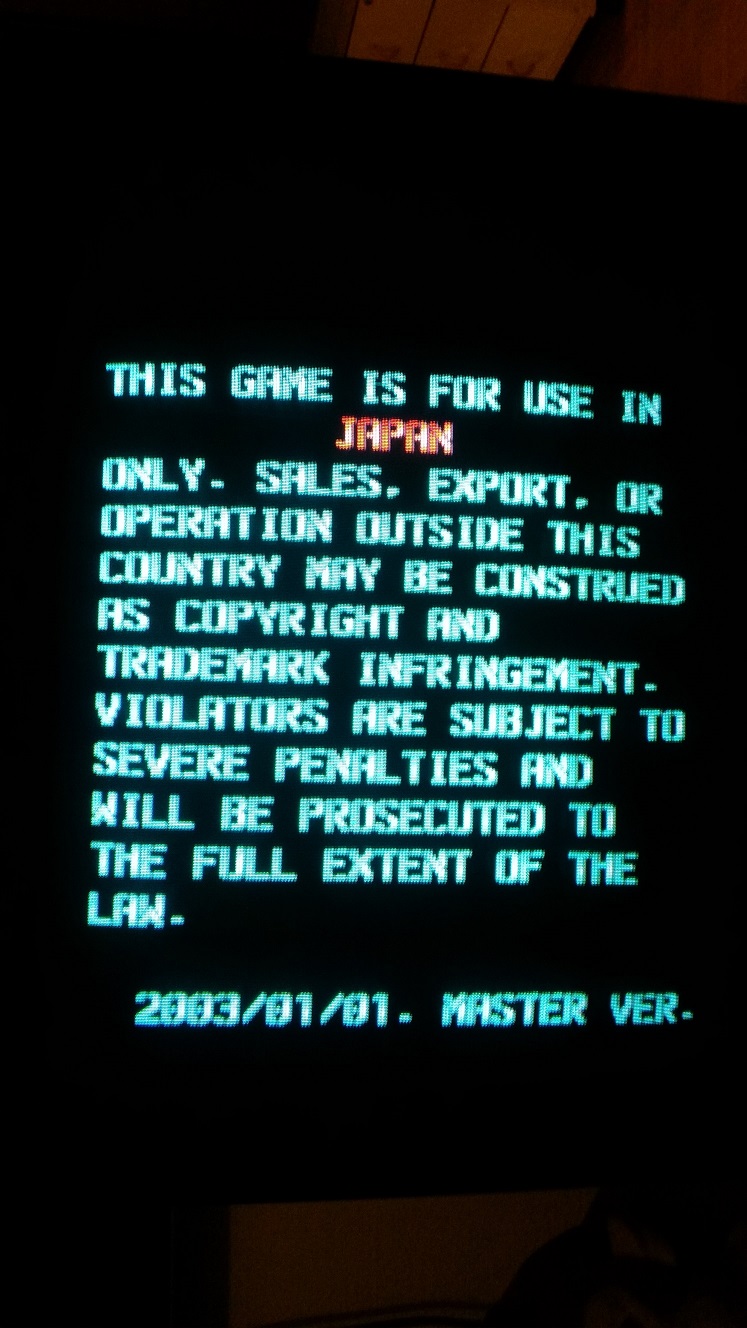 THIS GAME IS FOR USE IN
JAPAN
ONLY. SALES, EXPORT, OR
OPERATION OUTSIDE THIS
COUNTRY MAY BE CONSTRUED
AS COPYRIGHT AND
TRADEMARK INFRINGEMENT.
VIOLATORS ARE SUBJECT TO
SEVERE PENALTIES AND
WILL BE PROSECUTED TO
THE FULL EXTENT OF THE
LAW.
2003/01/01. MASTER VER.